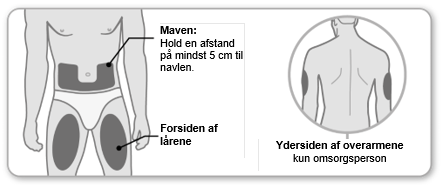 Maven:
Hold en afstand
på mindst 5 cm til
navlen.
Forsiden af
lårene
Ydersiden af overarmene
kun omsorgsperson